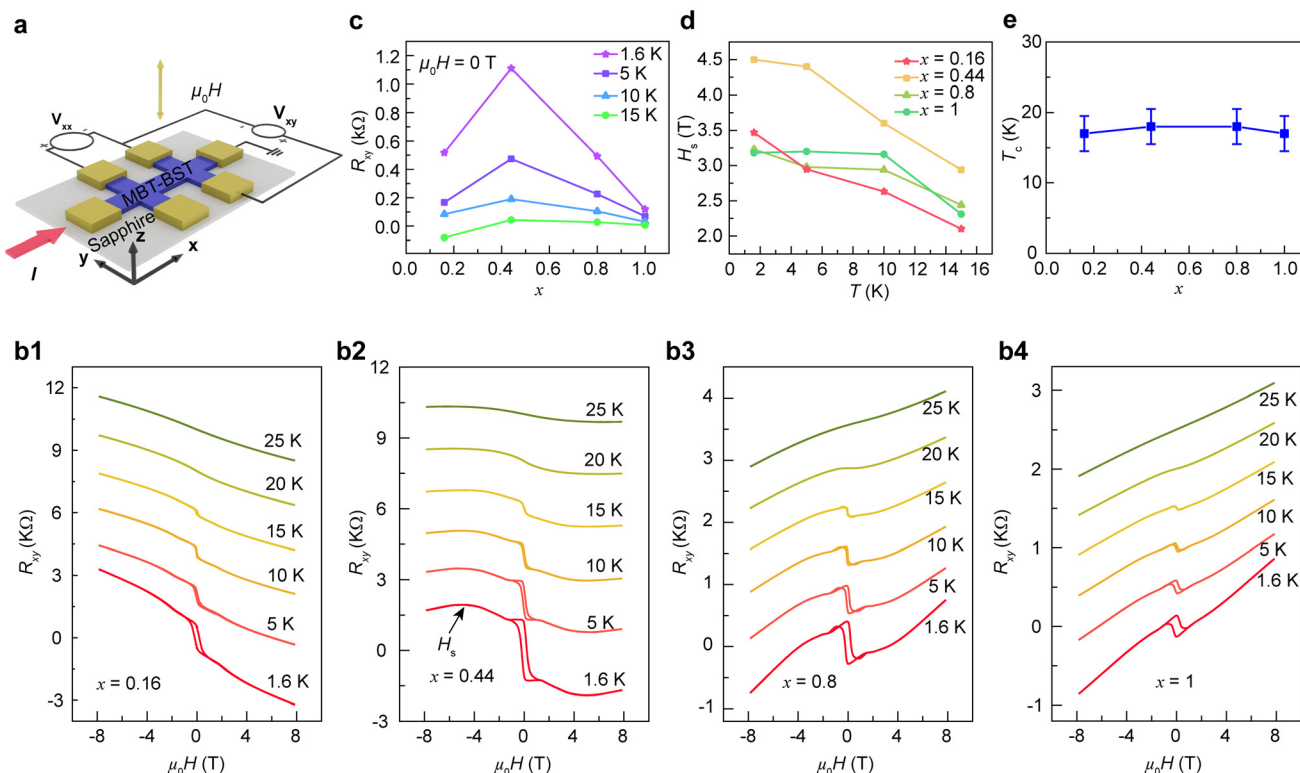 a
μ₀H
Vxx
-
+
Vxy
-
+
MBT-BST
Sapphire
z
y
x
I
c
μ₀H = 0 T
1.6 K
5 K
10 K
15 K
Rxy (kΩ)
1.2
1.0
0.8
0.6
0.4
0.2
0.0
0.0 0.2 0.4 0.6 0.8 1.0
x
d
x = 0.16
x = 0.44
x = 0.8
x = 1
Hs (T)
4.5
4.0
3.5
3.0
2.5
2.0
2 4 6 8 10 12 14 16
T (K)
e
Tc (K)
30
20
10
0
0.0 0.2 0.4 0.6 0.8 1.0
x
b1
Rxy (KΩ)
12
9
6
3
0
-3
25 K
20 K
15 K
10 K
5 K
1.6 K
x = 0.16
-8 -4 0 4 8
μ₀H (T)
b2
Rxy (KΩ)
12
9
6
3
0
-3
25 K
20 K
15 K
10 K
5 K
1.6 K
Hs
x = 0.44
-8 -4 0 4 8
μ₀H (T)
b3
Rxy (KΩ)
4
3
2
1
0
-1
25 K
20 K
15 K
10 K
5 K
1.6 K
x = 0.8
-8 -4 0 4 8
μ₀H (T)
b4
Rxy (KΩ)
3
2
1
0
-1
25 K
20 K
15 K
10 K
5 K
1.6 K
x = 1
-8 -4 0 4 8
μ₀H (T)